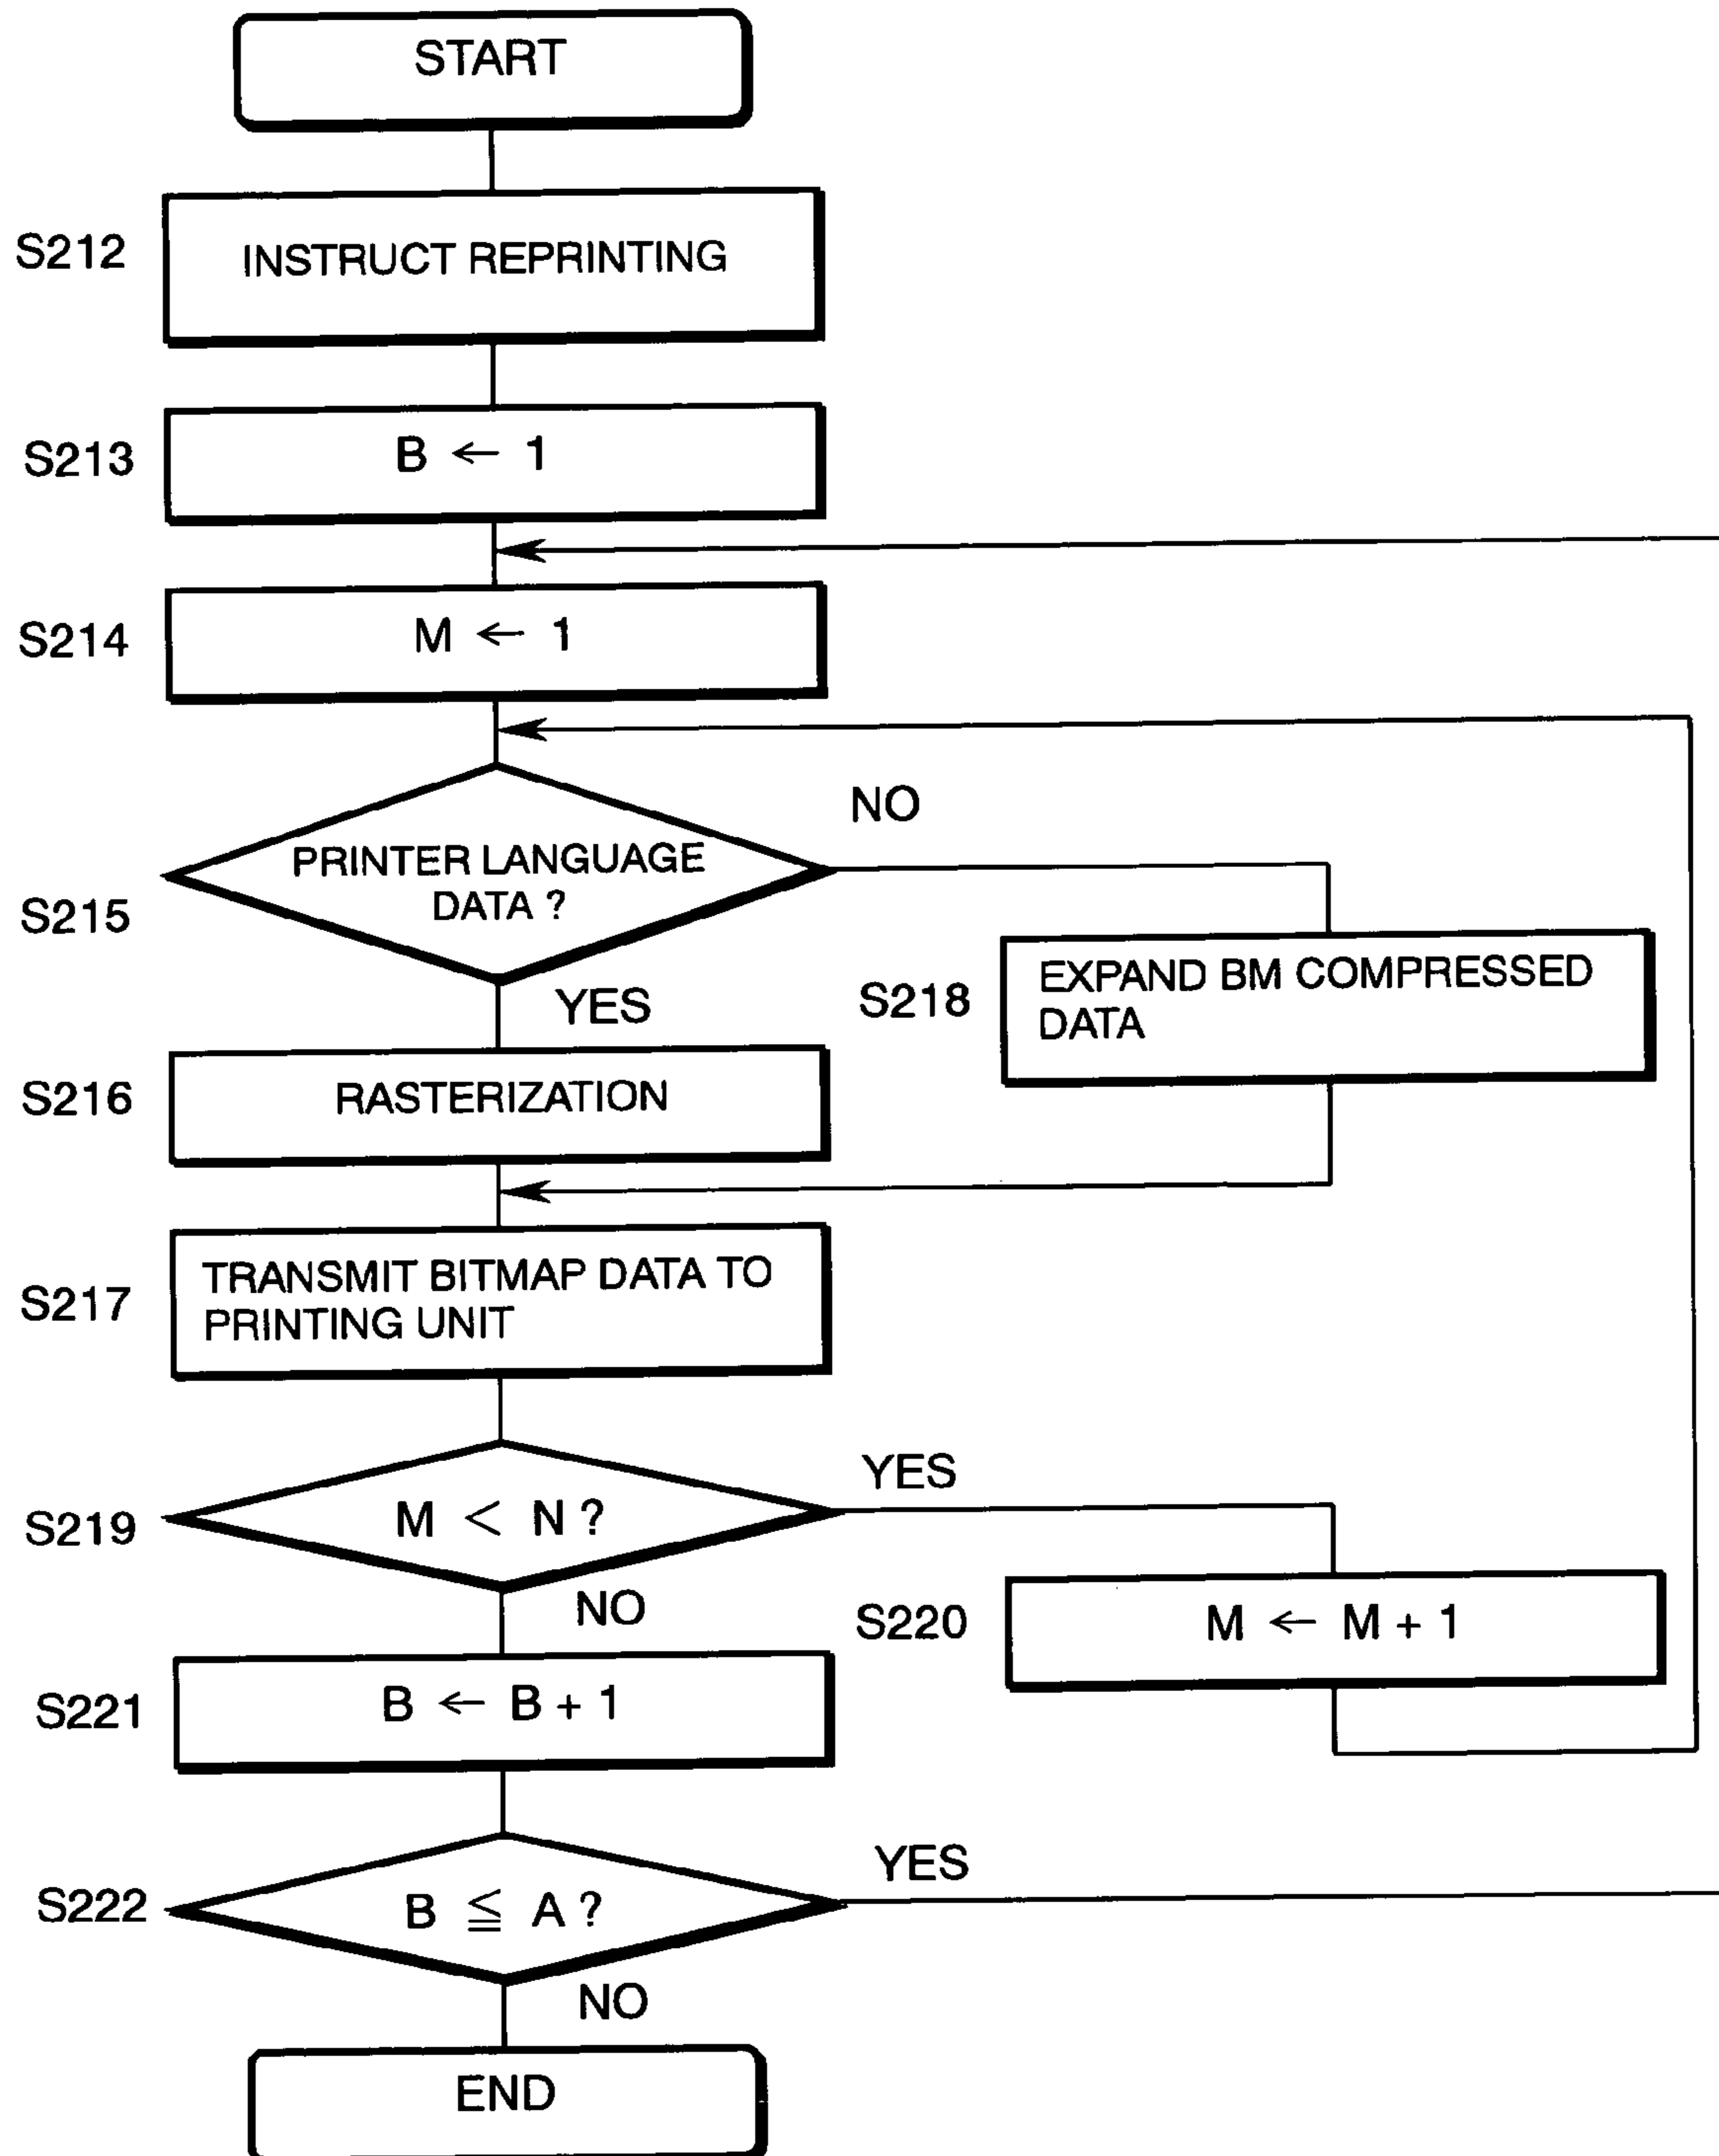 START
S212
INSTRUCT REPRINTING
S213
B ← 1
S214
M ← 1
S215
PRINTER LANGUAGE
DATA ?
NO
YES
S218
EXPAND BM COMPRESSED
DATA
S216
RASTERIZATION
S217
TRANSMIT BITMAP DATA TO
PRINTING UNIT
S219
M < N ?
YES
NO
S220
M ← M + 1
S221
B ← B + 1
S222
B ≦ A ?
YES
NO
END